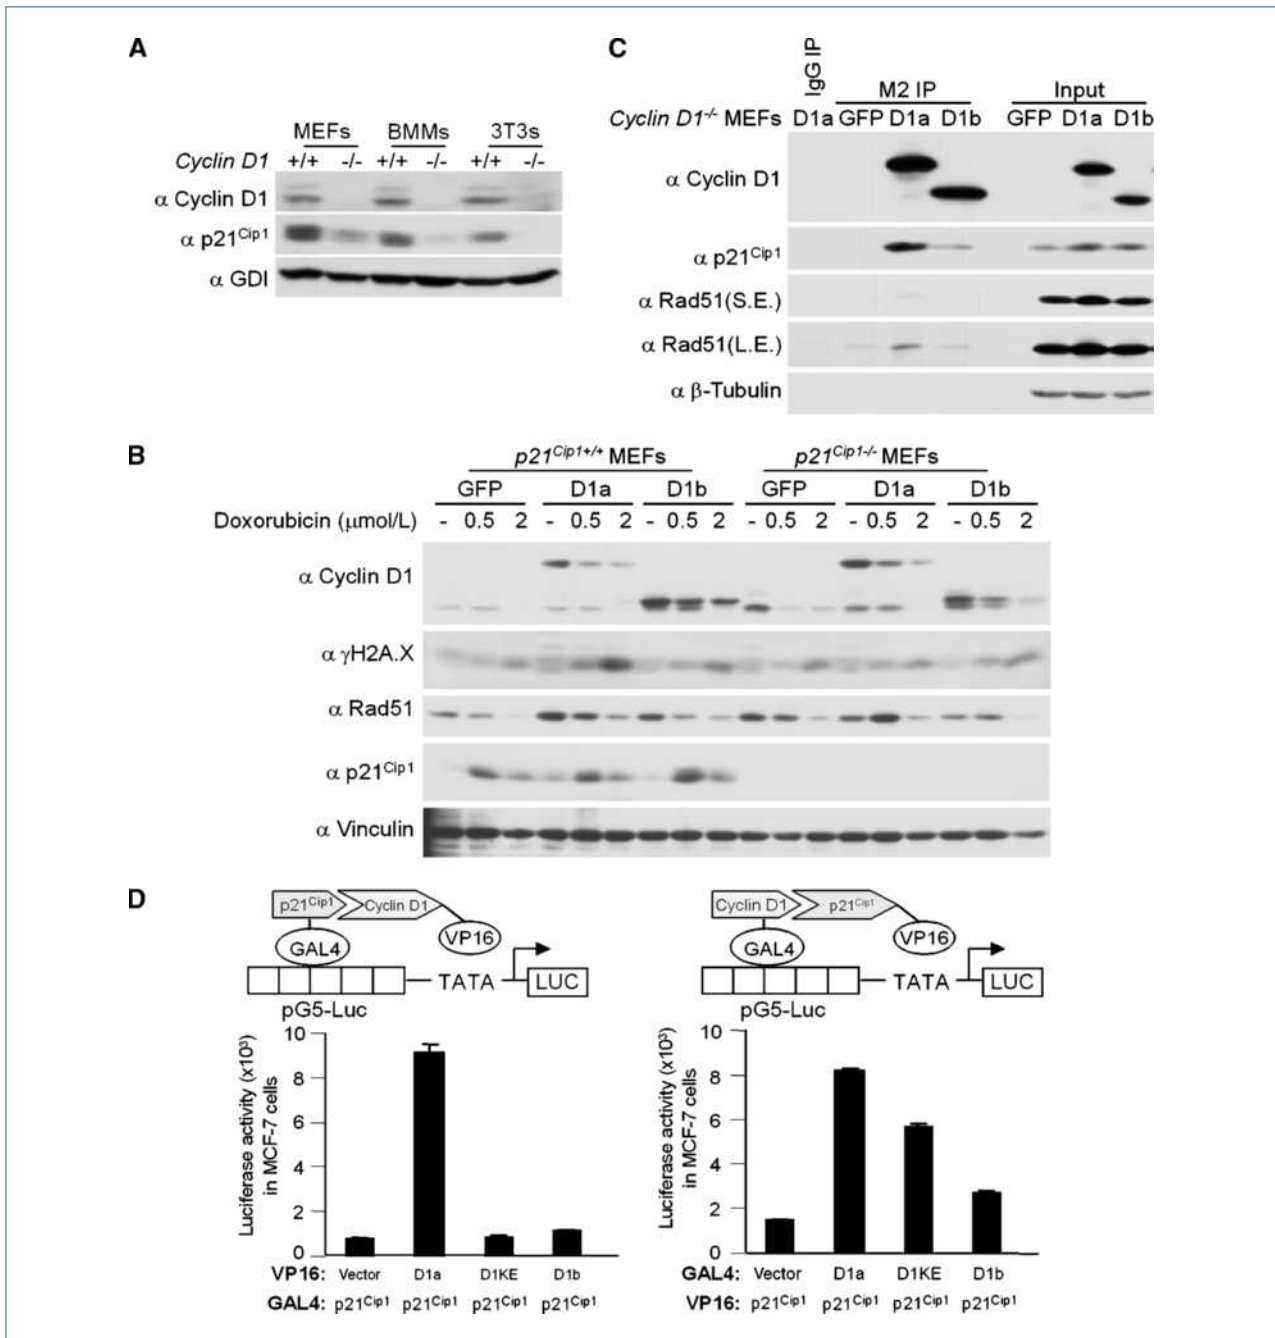 A
MEFs BMMs 3T3s
Cyclin D1 +/+ -/- +/+ -/- +/+ -/-
α Cyclin D1
α p21Cip1
α GDI
C
IgG IP
M2 IP Input
Cyclin D1-/- MEFs D1a GFP D1a D1b GFP D1a D1b
α Cyclin D1
α p21Cip1
α Rad51(S.E.)
α Rad51(L.E.)
α β-Tubulin
B
p21Cip1+/+ MEFs p21Cip1-/- MEFs
GFP D1a D1b GFP D1a D1b
Doxorubicin (μmol/L) - 0.5 2 - 0.5 2 - 0.5 2 - 0.5 2 - 0.5 2 - 0.5 2
α Cyclin D1
α γH2A.X
α Rad51
α p21Cip1
α Vinculin
D
p21Cip1 Cyclin D1
VP16
GAL4
TATA LUC
pG5-Luc
Luciferase activity (x10³)
in MCF-7 cells
10
8
6
4
2
0
VP16: Vector D1a D1KE D1b
GAL4: p21Cip1 p21Cip1 p21Cip1 p21Cip1
Cyclin D1 p21Cip1
VP16
GAL4
TATA LUC
pG5-Luc
Luciferase activity (x10³)
in MCF-7 cells
10
8
6
4
2
0
GAL4: Vector D1a D1KE D1b
VP16: p21Cip1 p21Cip1 p21Cip1 p21Cip1